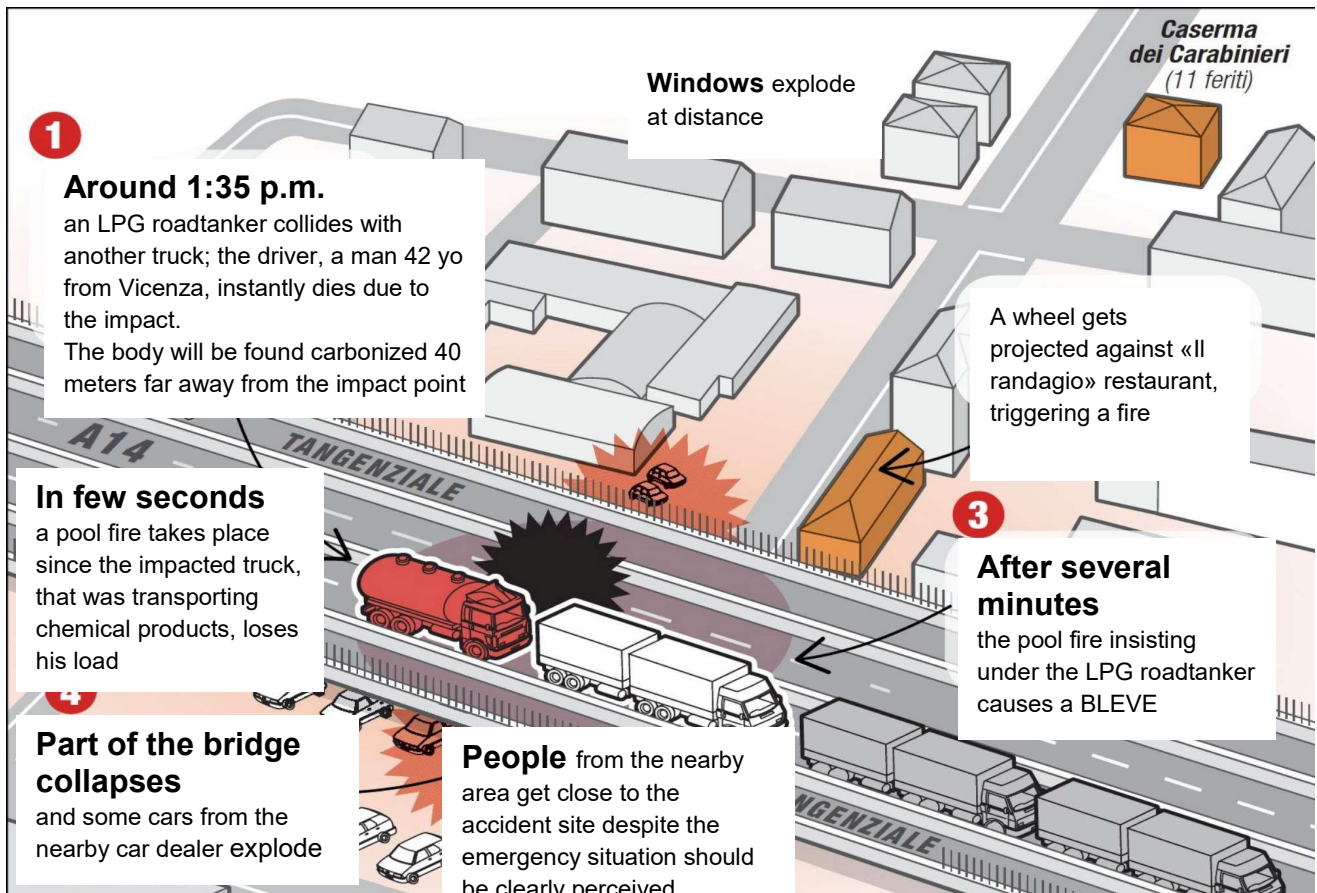 Caserma
dei Carabinieri
(11 feriti)
Windows explode
at distance
1
Around 1:35 p.m.
an LPG roadtanker collides with
another truck; the driver, a man 42 yo
from Vicenza, instantly dies due to
the impact.
The body will be found carbonized 40
meters far away from the impact point
A wheel gets
projected against «Il
randagio» restaurant,
triggering a fire
A14
TANGENZIALE
In few seconds
a pool fire takes place
since the impacted truck,
that was transporting
chemical products, loses
his load
3
After several
minutes
the pool fire insisting
under the LPG roadtanker
causes a BLEVE
4
Part of the bridge
collapses
and some cars from the
nearby car dealer explode
People from the nearby
area get close to the
accident site despite the
emergency situation should
be clearly perceived
NGENZIALE